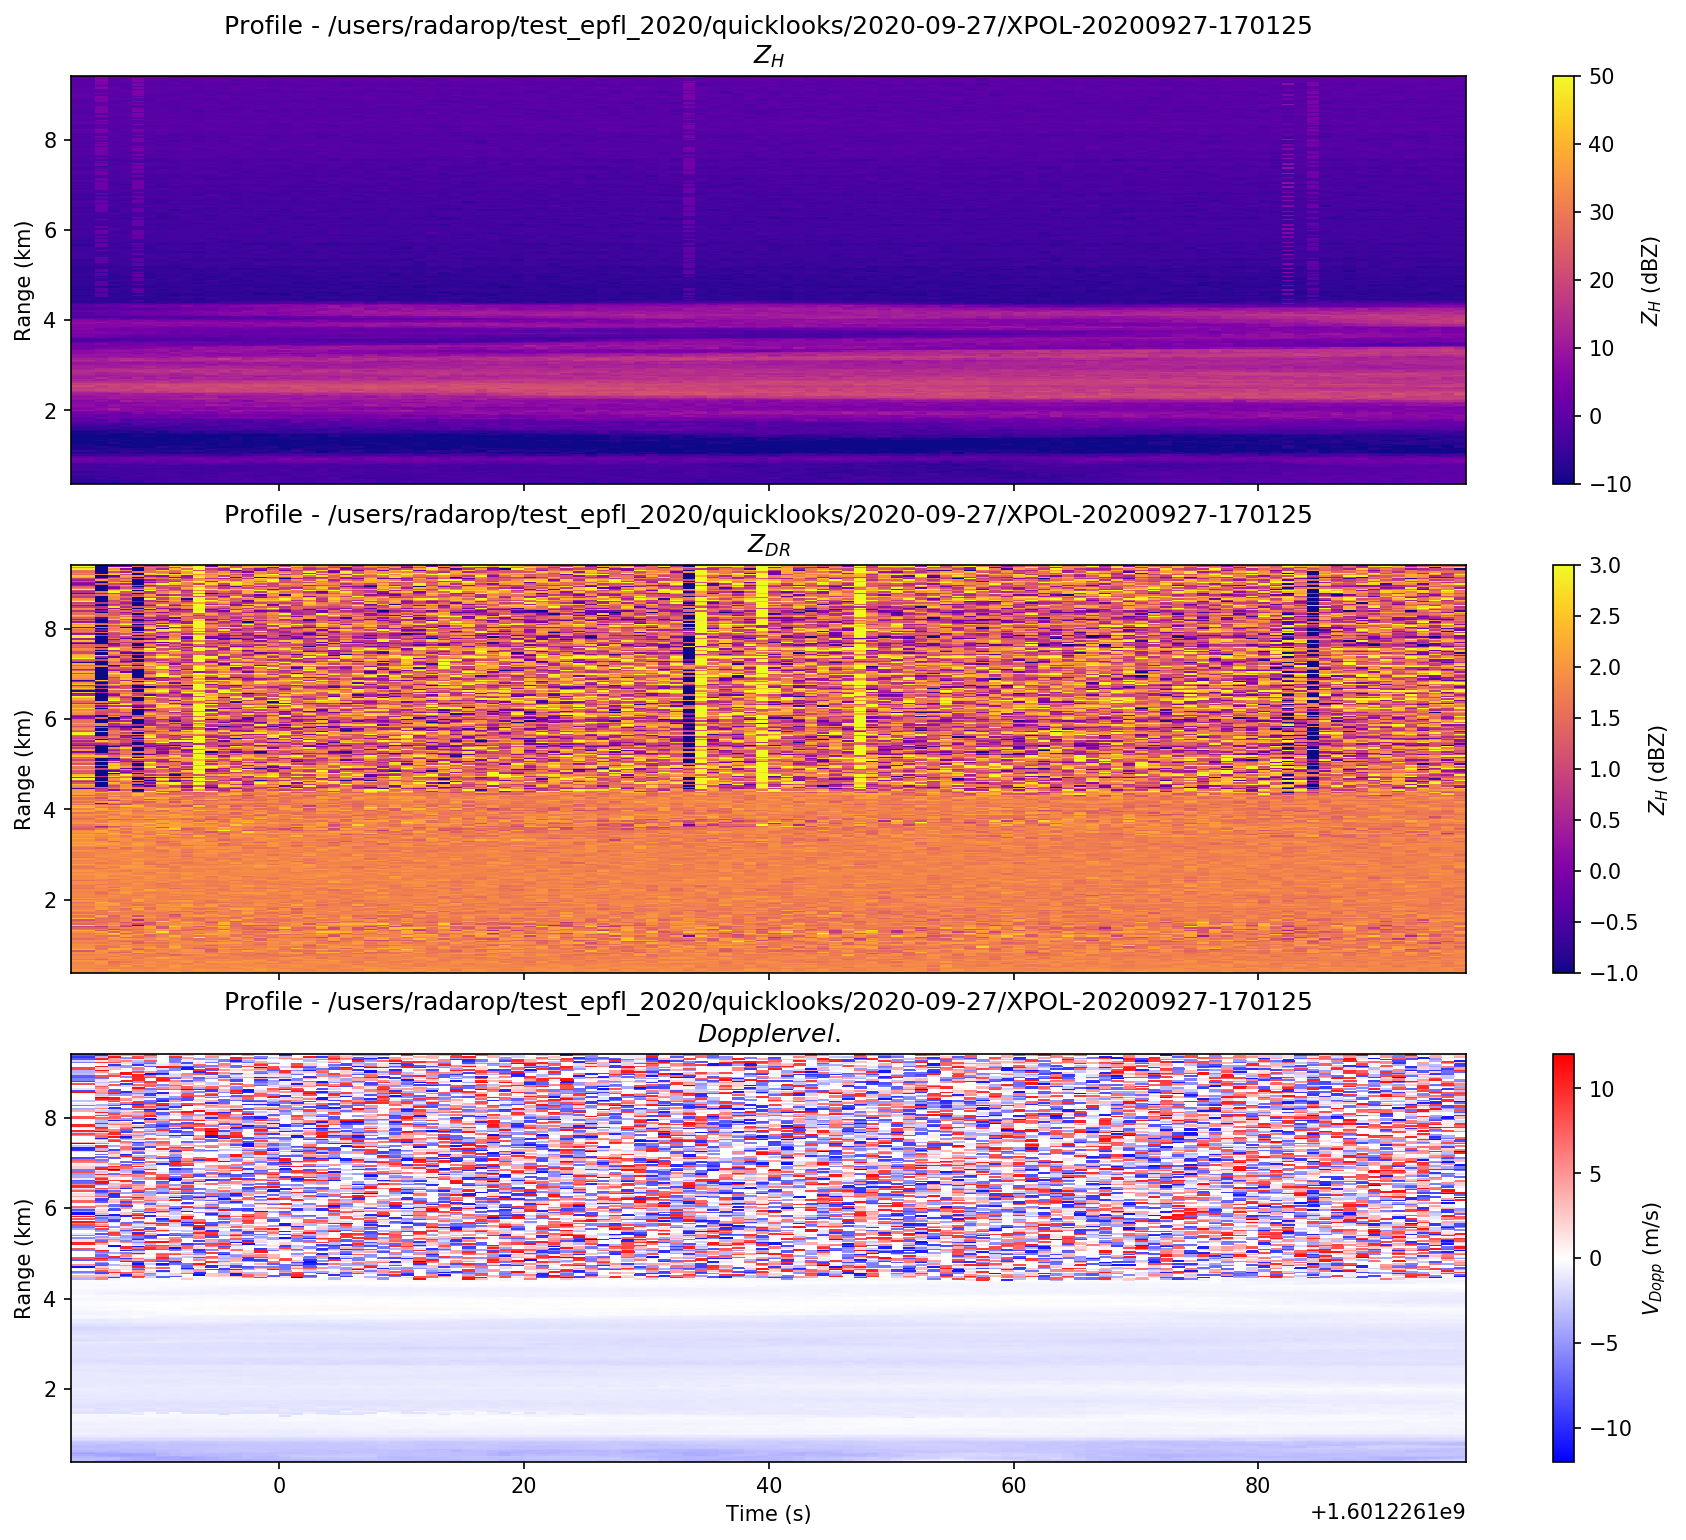 Profile - /users/radarop/test_epfl_2020/quicklooks/2020-09-27/XPOL-20200927-170125
Z_H
8
6
4
2
Range (km)
50
40
30
20
10
0
−10
Z_H (dBZ)
Profile - /users/radarop/test_epfl_2020/quicklooks/2020-09-27/XPOL-20200927-170125
Z_DR
8
6
4
2
Range (km)
3.0
2.5
2.0
1.5
1.0
0.5
0.0
−0.5
−1.0
Z_H (dBZ)
Profile - /users/radarop/test_epfl_2020/quicklooks/2020-09-27/XPOL-20200927-170125
Dopplervel.
8
6
4
2
Range (km)
10
5
0
−5
−10
V_Dopp (m/s)
0 20 40 60 80
Time (s)
+1.6012261e9